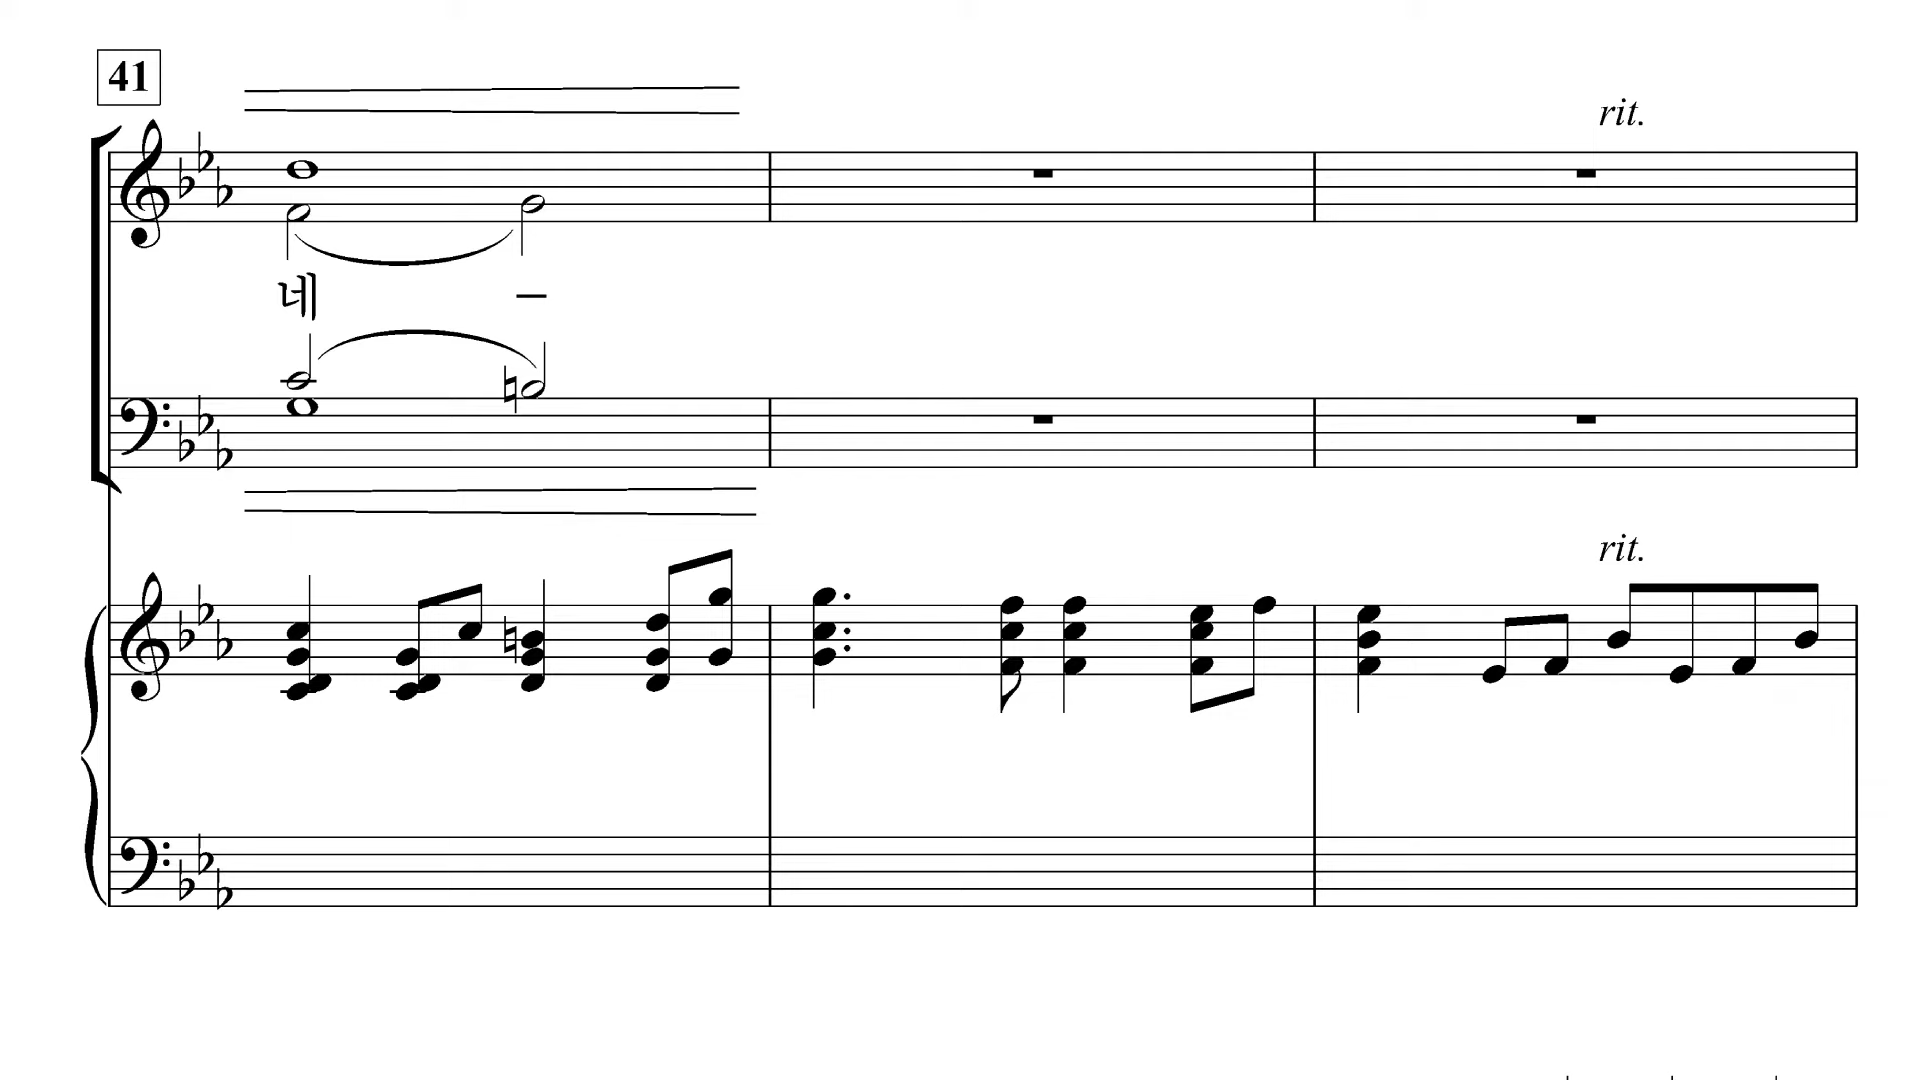 41
rit.
네 –
rit.